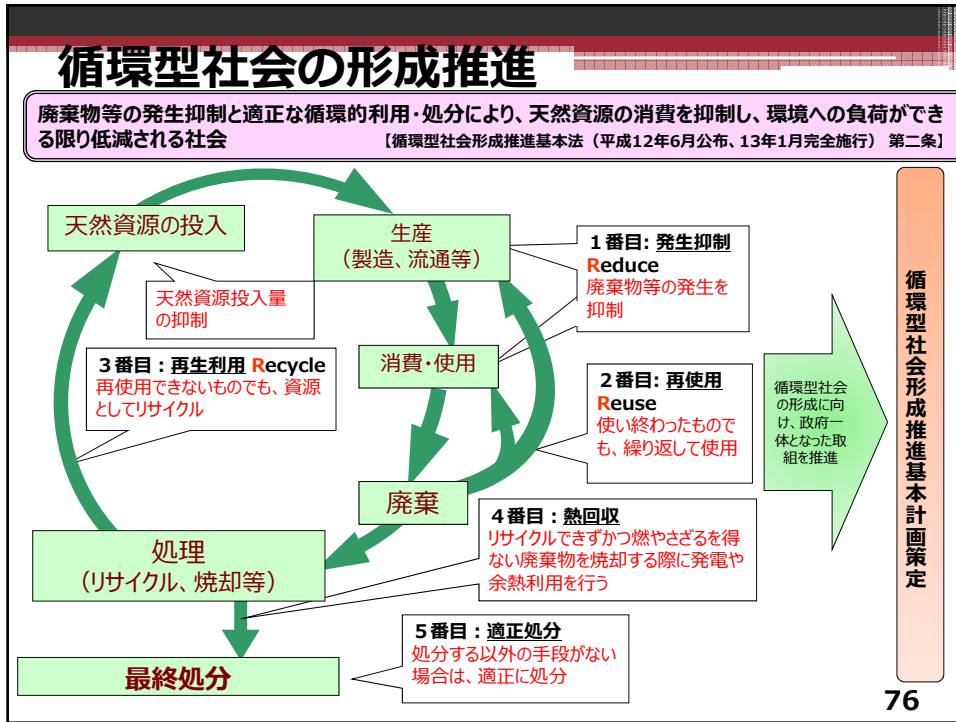 循環型社会の形成推進
廃棄物等の発生抑制と適正な循環的利用・処分により、天然資源の消費を抑制し、環境への負荷ができ
る限り低減される社会
【循環型社会形成推進基本法（平成12年6月公布、13年1月完全施行） 第二条】
天然資源の投入
生産
（製造、流通等）
1番目: 発生抑制
Reduce
廃棄物等の発生を
抑制
天然資源投入量
の抑制
3番目：再生利用 Recycle
再使用できないものでも、資源
としてリサイクル
消費・使用
2番目: 再使用
Reuse
使い終わったもので
も、繰り返して使用
循環型社会
の形成に向
け、政府一
体となった取
組を推進
循環型社会形成推進基本計画策定
廃棄
4番目：熱回収
リサイクルできずかつ燃やさざるを得
ない廃棄物を焼却する際に発電や
余熱利用を行う
処理
（リサイクル、焼却等）
5番目：適正処分
処分する以外の手段がない
場合は、適正に処分
最終処分
76